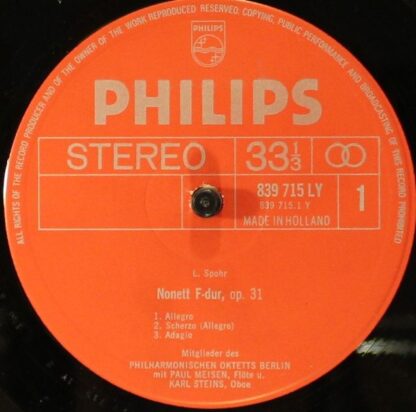 ALL RIGHTS OF THE RECORD PRODUCER AND OF THE OWNER OF THE WORK REPRODUCED RESERVED. COPYING, PUBLIC PERFORMANCE AND BROADCASTING OF THIS RECORD PROHIBITED
PHILIPS
PHILIPS
STEREO 33 1/3
839 715 LY
839 715.1 Y
1
MADE IN HOLLAND
L. Spohr
Nonett F-dur, op. 31
1. Allegro
2. Scherzo (Allegro)
3. Adagio
Mitglieder des
PHILHARMONISCHEN OKTETTS BERLIN
mit PAUL MEISEN, Flöte u.
KARL STEINS, Oboe